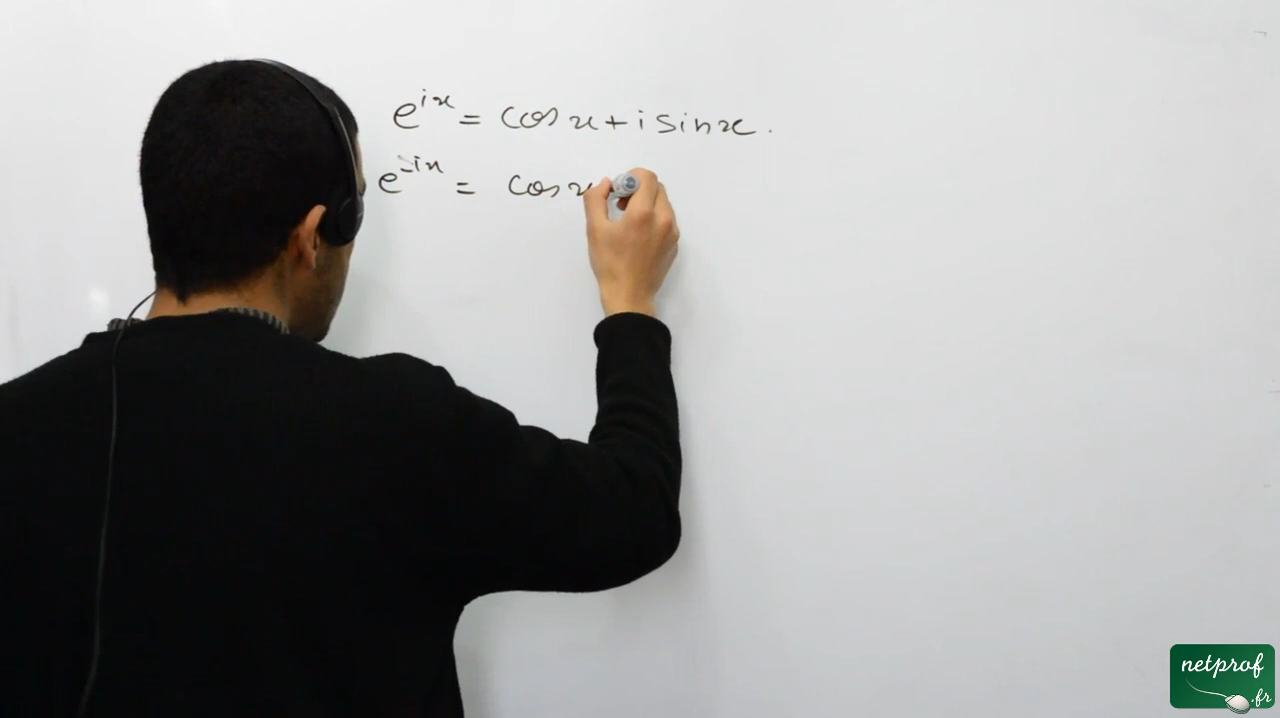 e^{ix} = cos x + i sin x.
e^{-ix} = cos x
netprof
.fr